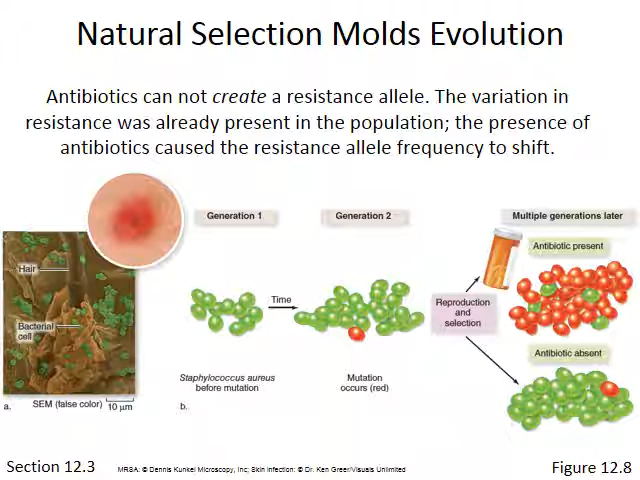 Natural Selection Molds Evolution
Antibiotics can not create a resistance allele. The variation in
resistance was already present in the population; the presence of
antibiotics caused the resistance allele frequency to shift.
Generation 1
Generation 2
Multiple generations later
Antibiotic present
Hair
Time
Reproduction
and
selection
Bacterial
cell
Antibiotic absent
Staphylococcus aureus
before mutation
Mutation
occurs (red)
a.
SEM (false color)
10 μm
b.
Section 12.3
MRSA: © Dennis Kunkel Microscopy, Inc; Skin Infection: © Dr. Ken Greer/Visuals Unlimited
Figure 12.8